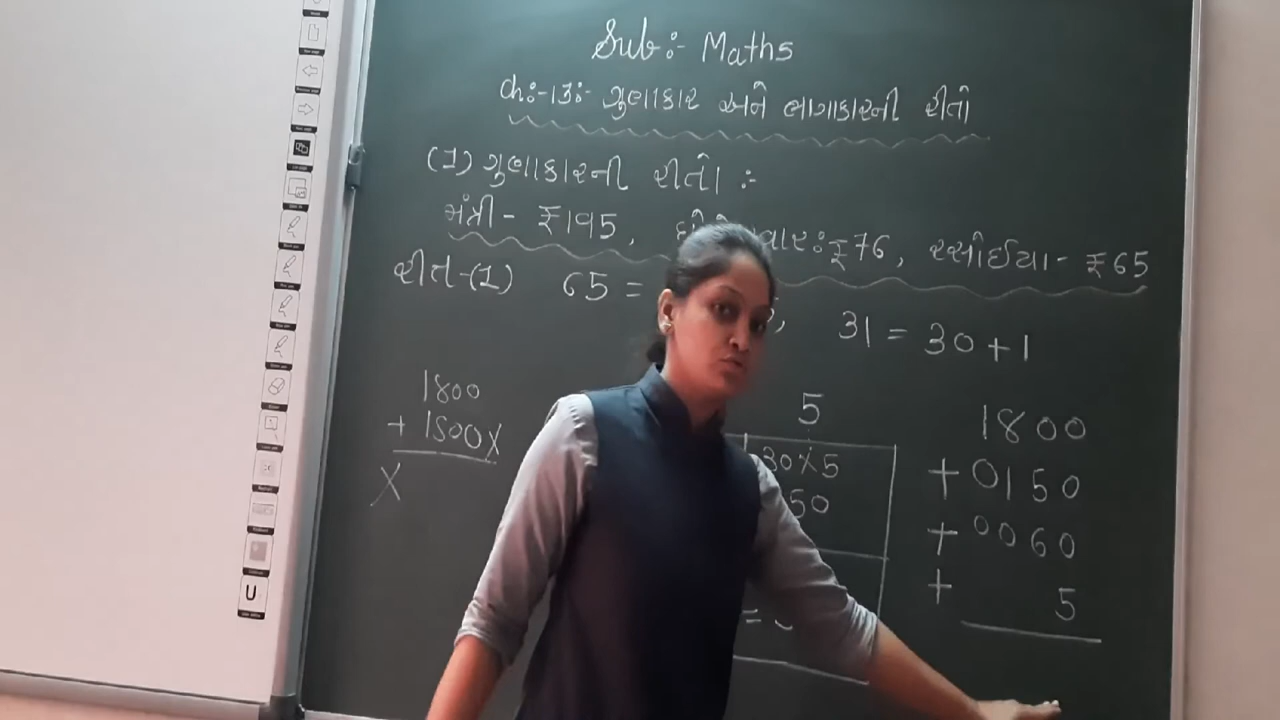 Sub:- Maths
Ch:-13:- ગુણાકાર અને ભાગાકારની રીતો
(1) ગુણાકારની રીતો :-
મંત્રી - ₹195, વાર: ₹76, રસોઈયા - ₹65
રીત-(1) 65 = , 31 = 30 + 1
1800
+ 1500X
X
5
30X5
50
=
1800
+ 0150
+ 0060
+ 5
U